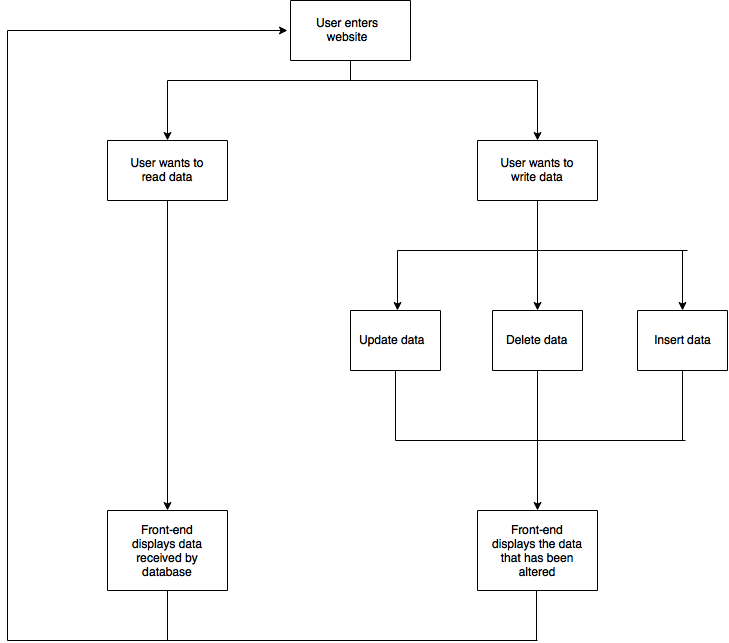 User enters
website
User wants to
read data
User wants to
write data
Update data
Delete data
Insert data
Front-end
displays data
received by
database
Front-end
displays the data
that has been
altered